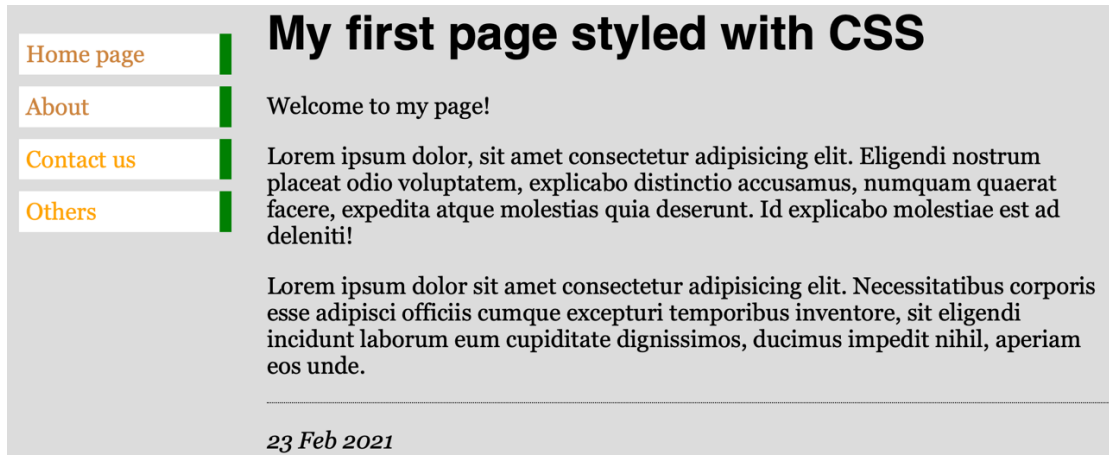 Home page
About
Contact us
Others
My first page styled with CSS
Welcome to my page!
Lorem ipsum dolor, sit amet consectetur adipisicing elit. Eligendi nostrum
placeat odio voluptatem, explicabo distinctio accusamus, numquam quaerat
facere, expedita atque molestias quia deserunt. Id explicabo molestiae est ad
deleniti!
Lorem ipsum dolor sit amet consectetur adipisicing elit. Necessitatibus corporis
esse adipisci officiis cumque excepturi temporibus inventore, sit eligendi
incidunt laborum eum cupiditate dignissimos, ducimus impedit nihil, aperiam
eos unde.
23 Feb 2021